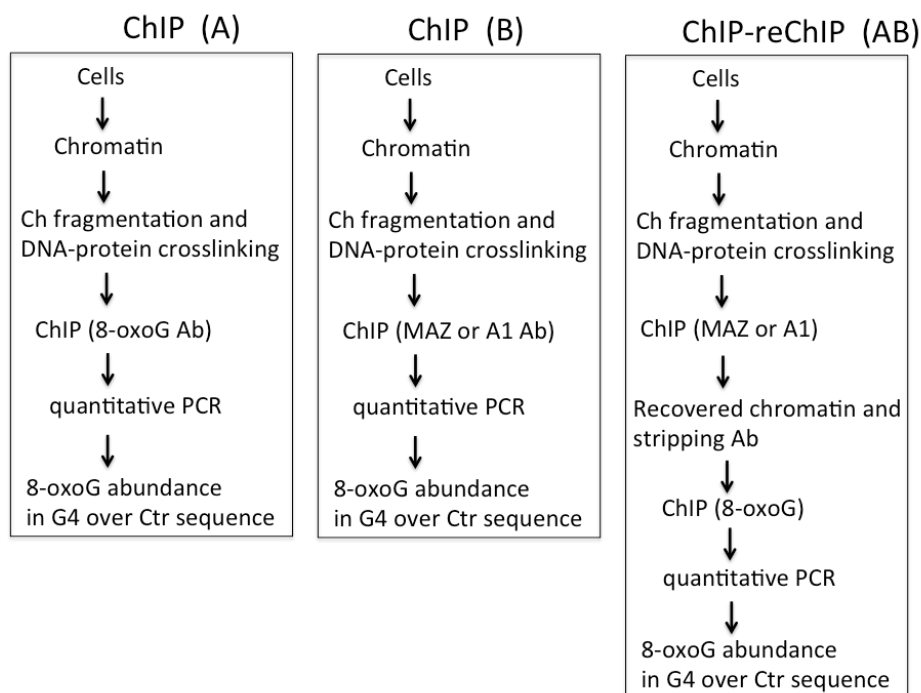 ChIP (A)
Cells
Chromatin
Ch fragmentation and
DNA-protein crosslinking
ChIP (8-oxoG Ab)
quantitative PCR
8-oxoG abundance
in G4 over Ctr sequence
ChIP (B)
Cells
Chromatin
Ch fragmentation and
DNA-protein crosslinking
ChIP (MAZ or A1 Ab)
quantitative PCR
8-oxoG abundance
in G4 over Ctr sequence
ChIP-reChIP (AB)
Cells
Chromatin
Ch fragmentation and
DNA-protein crosslinking
ChIP (MAZ or A1)
Recovered chromatin and
stripping Ab
ChIP (8-oxoG)
quantitative PCR
8-oxoG abundance
in G4 over Ctr sequence